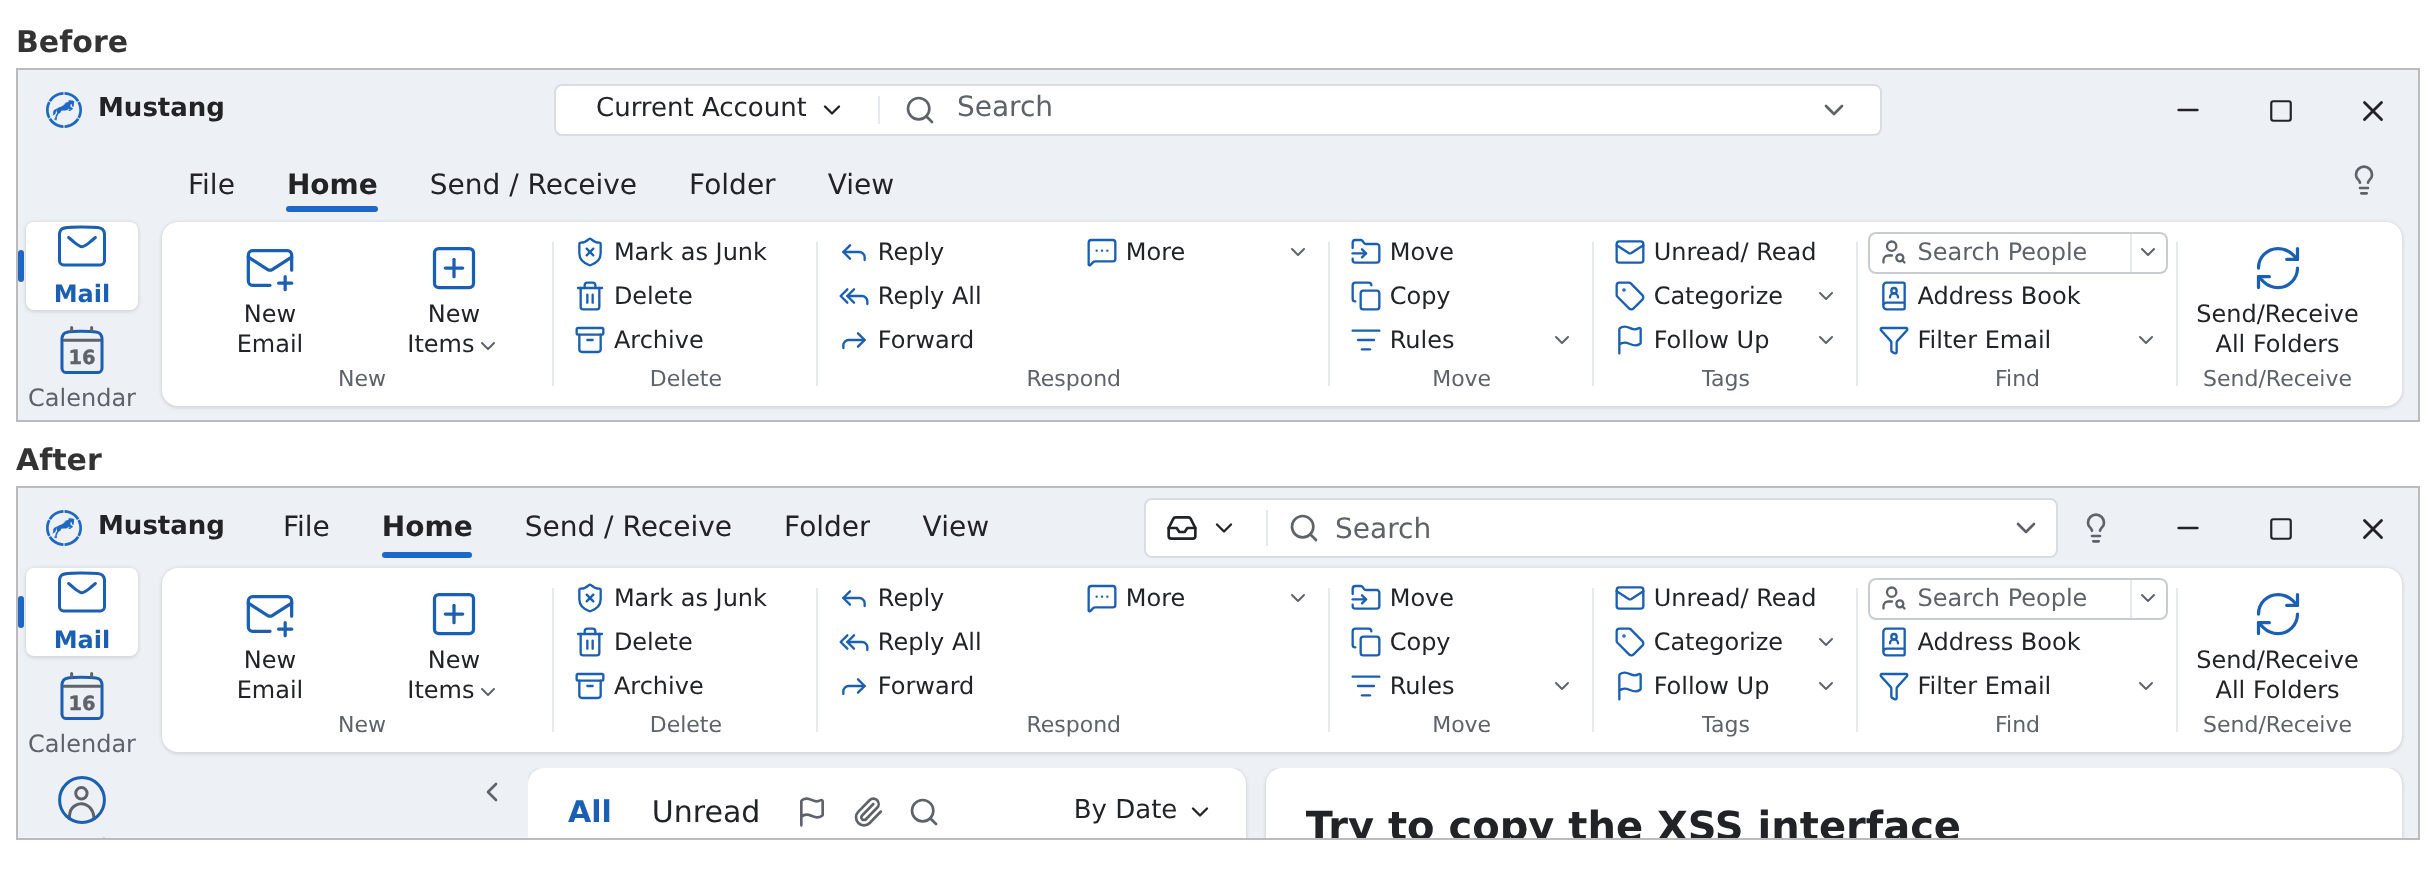 Before
Mustang
Current Account
Search
File Home Send / Receive Folder View
Mail
16
Calendar
New Email
New Items
New
Mark as Junk
Delete
Archive
Delete
Reply
Reply All
Forward
More
Respond
Move
Copy
Rules
Move
Unread/ Read
Categorize
Follow Up
Tags
Search People
Address Book
Filter Email
Find
Send/Receive
All Folders
Send/Receive
After
Mustang File Home Send / Receive Folder View
Search
Mail
16
Calendar
New Email
New Items
New
Mark as Junk
Delete
Archive
Delete
Reply
Reply All
Forward
More
Respond
Move
Copy
Rules
Move
Unread/ Read
Categorize
Follow Up
Tags
Search People
Address Book
Filter Email
Find
Send/Receive
All Folders
Send/Receive
All Unread By Date
Try to copy the XSS interface